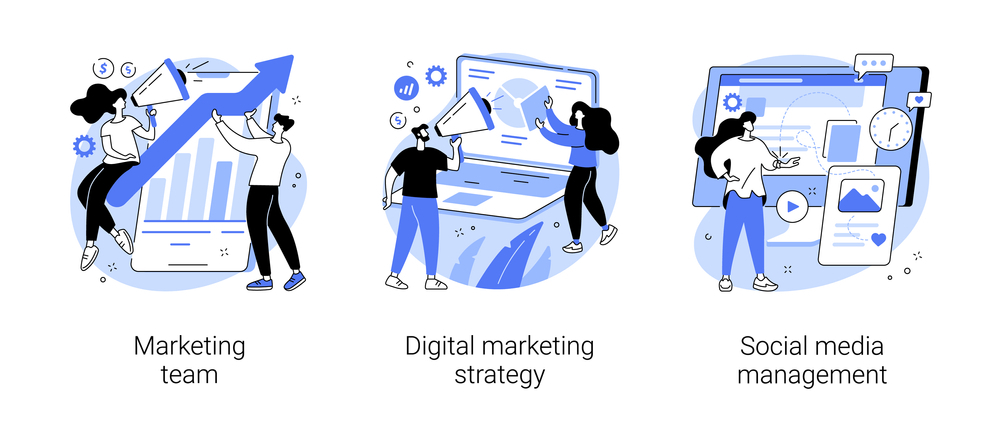 $
$
$
Marketing
team
Digital marketing
strategy
Social media
management